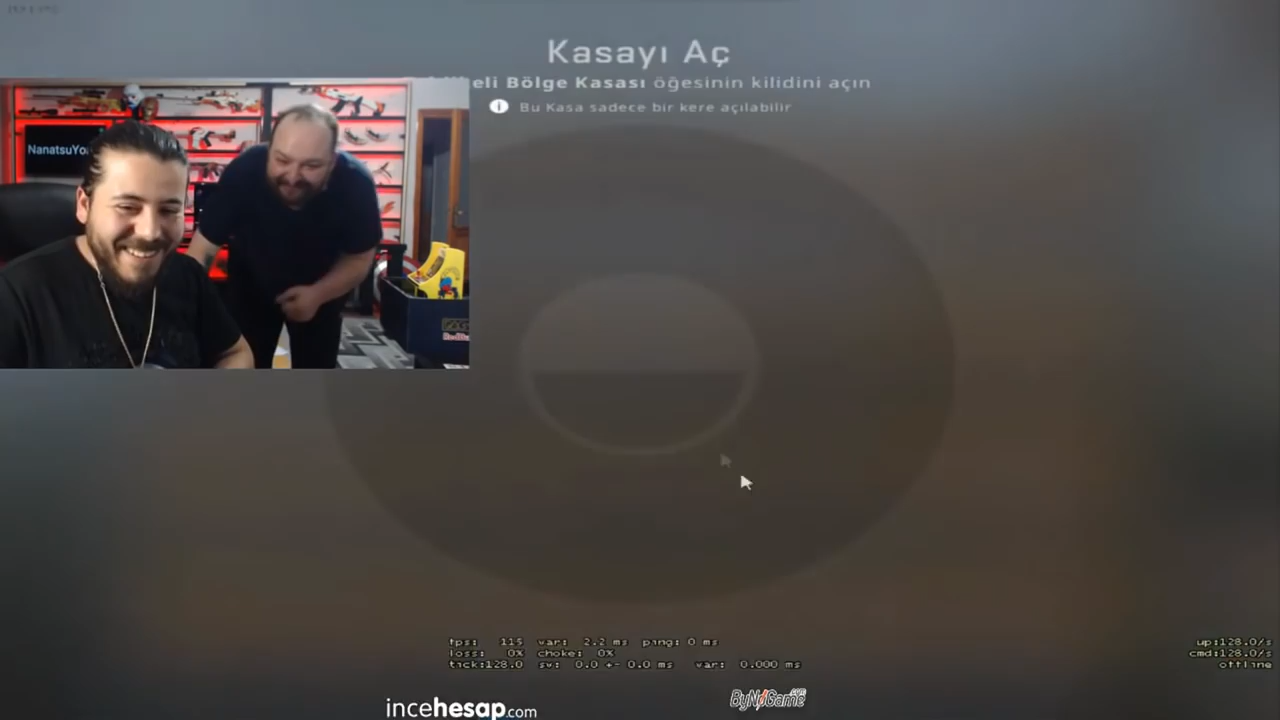 Kasayı Aç
eli Bölge Kasası öğesinin kilidini açın
Bu Kasa sadece bir kere açılabilir
NanatsuYo
fps: 115 var: 2.2 ms ping: 0 ms
loss: 0% choke: 0%
tick:128.0 sv: 0.0 +- 0.0 ms var: 0.000 ms
up:128.0/s
cmd:128.0/s
offline
incehesap.com
ByNoGame.com